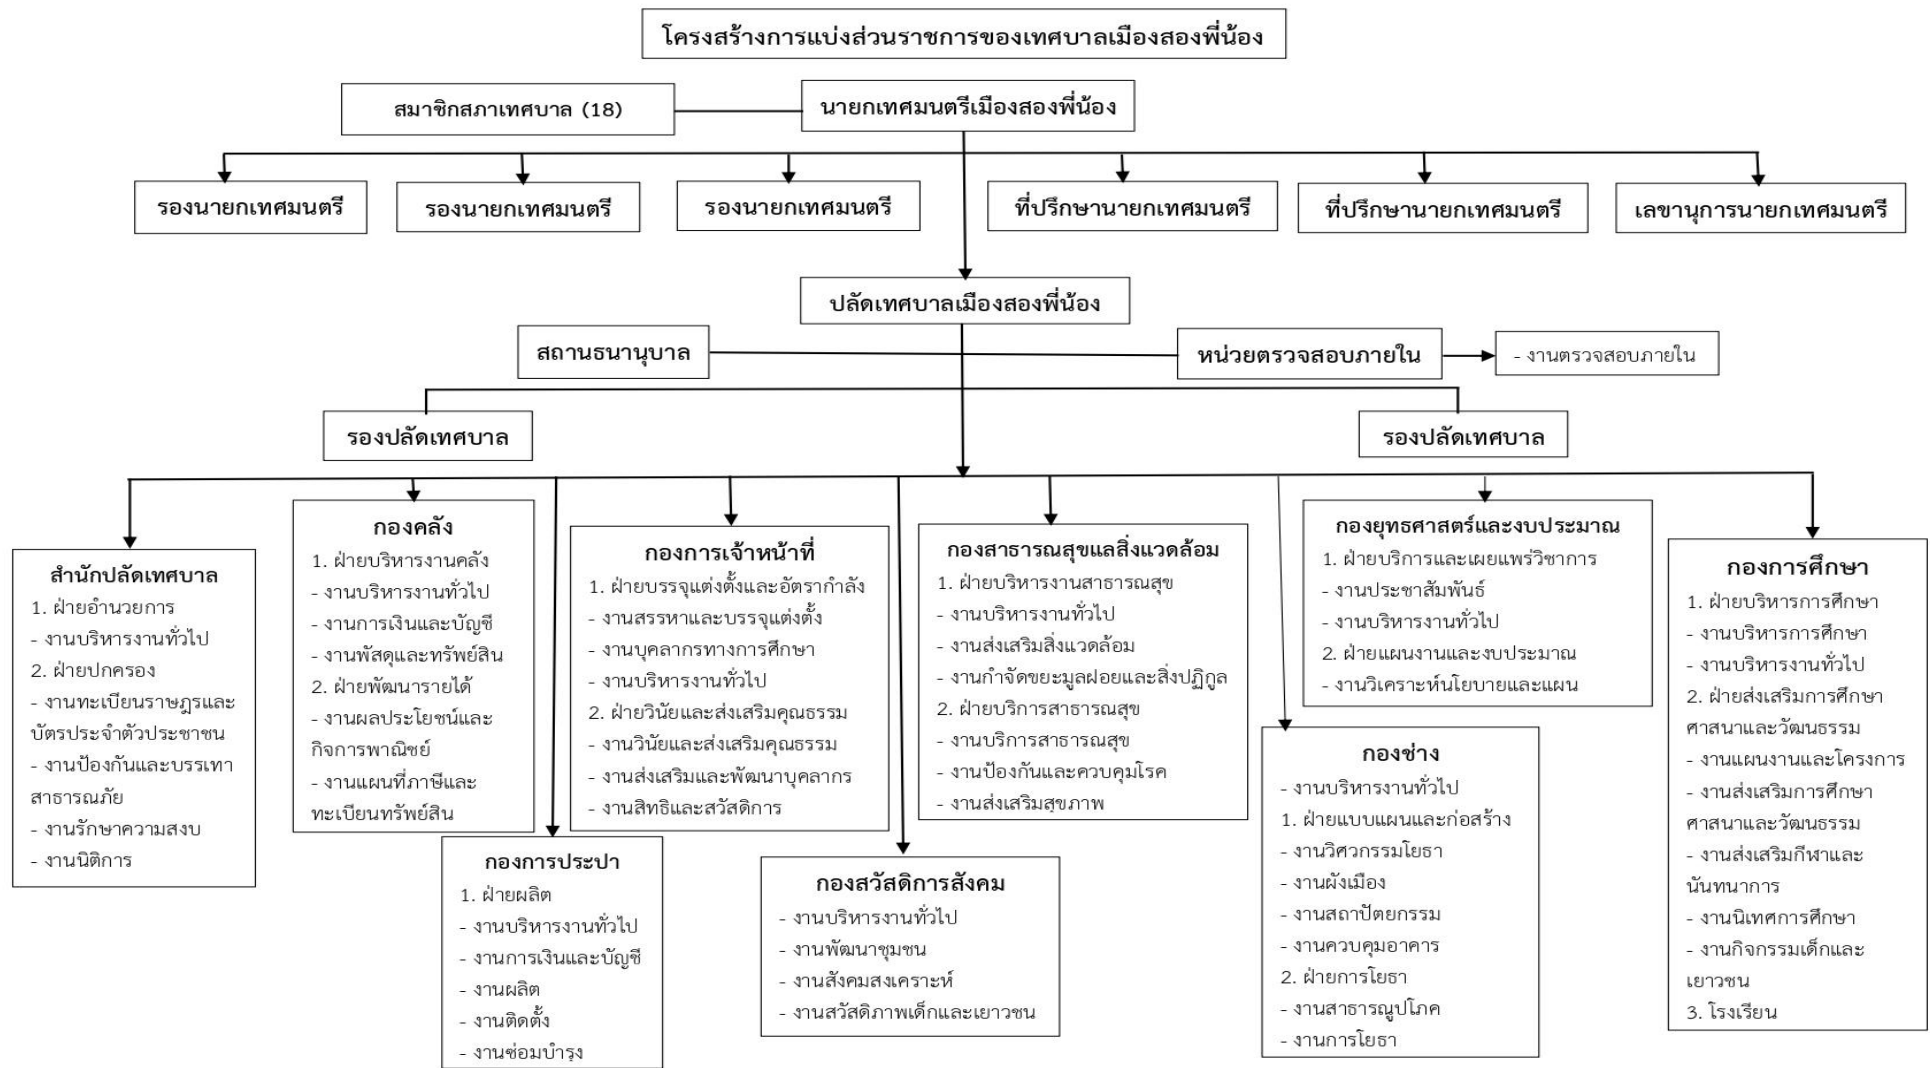 โครงสร้างการแบ่งส่วนราชการของเทศบาลเมืองสองพี่น้อง
สมาชิกสภาเทศบาล (18)
นายกเทศมนตรีเมืองสองพี่น้อง
รองนายกเทศมนตรี
รองนายกเทศมนตรี
รองนายกเทศมนตรี
ที่ปรึกษานายกเทศมนตรี
ที่ปรึกษานายกเทศมนตรี
เลขานุการนายกเทศมนตรี
ปลัดเทศบาลเมืองสองพี่น้อง
สถานธนานุบาล
หน่วยตรวจสอบภายใน
- งานตรวจสอบภายใน
รองปลัดเทศบาล
รองปลัดเทศบาล
สำนักปลัดเทศบาล
1. ฝ่ายอำนวยการ
- งานบริหารงานทั่วไป
2. ฝ่ายปกครอง
- งานทะเบียนราษฎรและ
บัตรประจำตัวประชาชน
- งานป้องกันและบรรเทา
สาธารณภัย
- งานรักษาความสงบ
- งานนิติการ
กองคลัง
1. ฝ่ายบริหารงานคลัง
- งานบริหารงานทั่วไป
- งานการเงินและบัญชี
- งานพัสดุและทรัพย์สิน
2. ฝ่ายพัฒนารายได้
- งานผลประโยชน์และ
กิจการพาณิชย์
- งานแผนที่ภาษีและ
ทะเบียนทรัพย์สิน
กองการประปา
1. ฝ่ายผลิต
- งานบริหารงานทั่วไป
- งานการเงินและบัญชี
- งานผลิต
- งานติดตั้ง
- งานซ่อมบำรุง
กองการเจ้าหน้าที่
1. ฝ่ายบรรจุแต่งตั้งและอัตรากำลัง
- งานสรรหาและบรรจุแต่งตั้ง
- งานบุคลากรทางการศึกษา
- งานบริหารงานทั่วไป
2. ฝ่ายวินัยและส่งเสริมคุณธรรม
- งานวินัยและส่งเสริมคุณธรรม
- งานส่งเสริมและพัฒนาบุคลากร
- งานสิทธิและสวัสดิการ
กองสวัสดิการสังคม
- งานบริหารงานทั่วไป
- งานพัฒนาชุมชน
- งานสังคมสงเคราะห์
- งานสวัสดิภาพเด็กและเยาวชน
กองสาธารณสุขแลสิ่งแวดล้อม
1. ฝ่ายบริหารงานสาธารณสุข
- งานบริหารงานทั่วไป
- งานส่งเสริมสิ่งแวดล้อม
- งานกำจัดขยะมูลฝอยและสิ่งปฏิกูล
2. ฝ่ายบริการสาธารณสุข
- งานบริการสาธารณสุข
- งานป้องกันและควบคุมโรค
- งานส่งเสริมสุขภาพ
กองช่าง
- งานบริหารงานทั่วไป
1. ฝ่ายแบบแผนและก่อสร้าง
- งานวิศวกรรมโยธา
- งานผังเมือง
- งานสถาปัตยกรรม
- งานควบคุมอาคาร
2. ฝ่ายการโยธา
- งานสาธารณูปโภค
- งานการโยธา
กองยุทธศาสตร์และงบประมาณ
1. ฝ่ายบริการและเผยแพร่วิชาการ
- งานประชาสัมพันธ์
- งานบริหารงานทั่วไป
2. ฝ่ายแผนงานและงบประมาณ
- งานวิเคราะห์นโยบายและแผน
กองการศึกษา
1. ฝ่ายบริหารการศึกษา
- งานบริหารการศึกษา
- งานบริหารงานทั่วไป
2. ฝ่ายส่งเสริมการศึกษา
ศาสนาและวัฒนธรรม
- งานแผนงานและโครงการ
- งานส่งเสริมการศึกษา
ศาสนาและวัฒนธรรม
- งานส่งเสริมกีฬาและ
นันทนาการ
- งานนิเทศการศึกษา
- งานกิจกรรมเด็กและ
เยาวชน
3. โรงเรียน